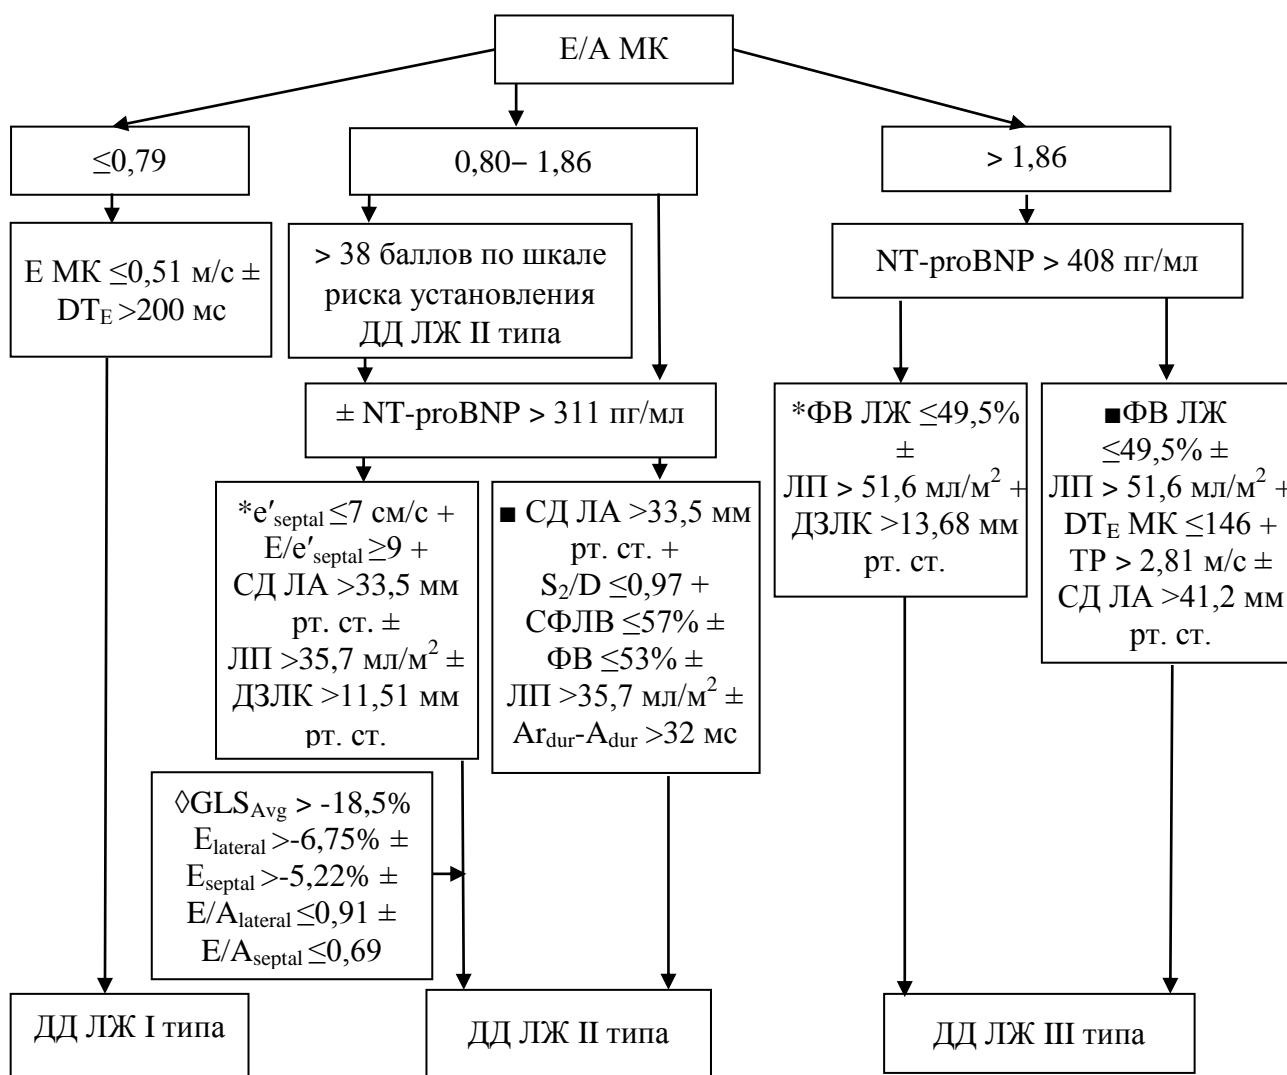 Е/А МК
≤0,79
0,80– 1,86
> 1,86
Е МК ≤0,51 м/с ±
DTE >200 мс
> 38 баллов по шкале
риска установления
ДД ЛЖ II типа
NT-proBNP > 408 пг/мл
± NT-proBNP > 311 пг/мл
*e′septal ≤7 см/с +
E/e′septal ≥9 +
СД ЛА >33,5 мм
рт. ст. ±
ЛП >35,7 мл/м2 ±
ДЗЛК >11,51 мм
рт. ст.
■ СД ЛА >33,5 мм
рт. ст. +
S2/D ≤0,97 +
СФЛВ ≤57% ±
ФВ ≤53% ±
ЛП >35,7 мл/м2 ±
Ardur-Adur >32 мс
*ФВ ЛЖ ≤49,5%
±
ЛП > 51,6 мл/м2 +
ДЗЛК >13,68 мм
рт. ст.
■ФВ ЛЖ
≤49,5% ±
ЛП > 51,6 мл/м2 +
DTE МК ≤146 +
ТР > 2,81 м/с ±
СД ЛА >41,2 мм
рт. ст.
◊GLSAvg > -18,5%
Elateral >-6,75% ±
Eseptal >-5,22% ±
E/Alateral ≤0,91 ±
E/Aseptal ≤0,69
ДД ЛЖ I типа
ДД ЛЖ II типа
ДД ЛЖ III типа